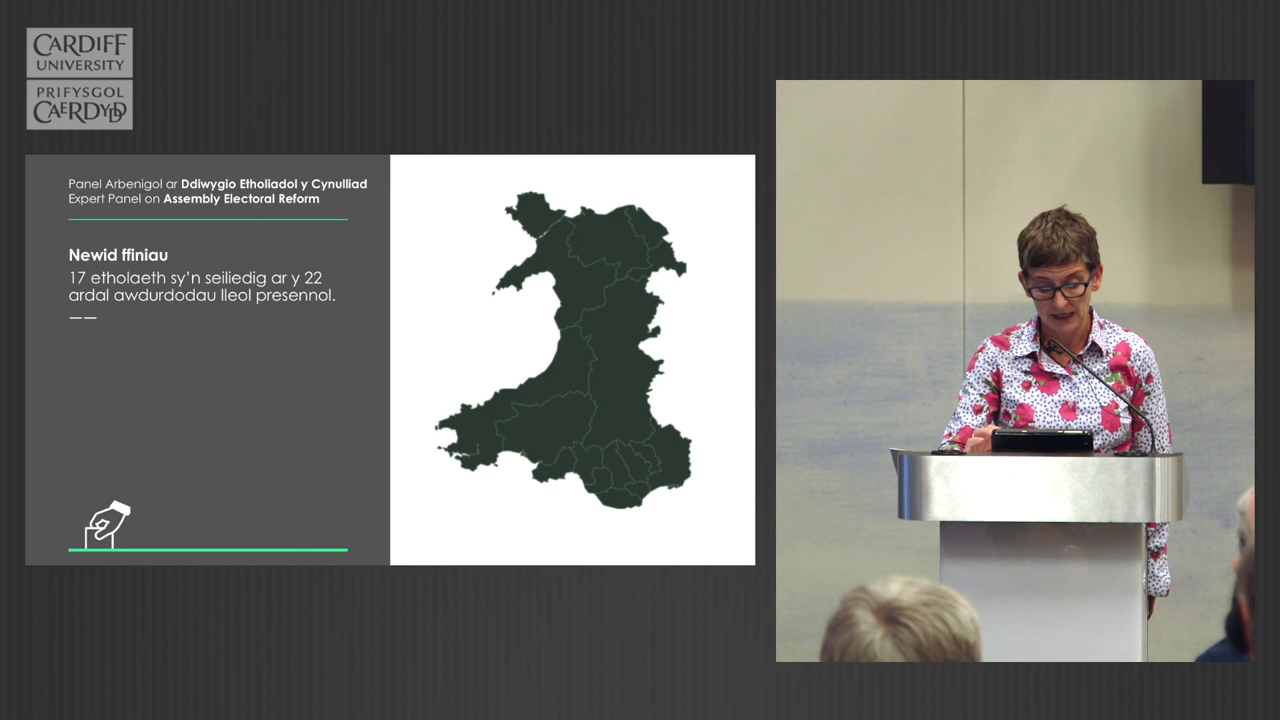 CARDIFF
UNIVERSITY
PRIFYSGOL
CAERDYDD
Panel Arbenigol ar Ddiwygio Etholiadol y Cynulliad
Expert Panel on Assembly Electoral Reform
Newid ffiniau
17 etholaeth sy’n seiliedig ar y 22
ardal awdurdodau lleol presennol.